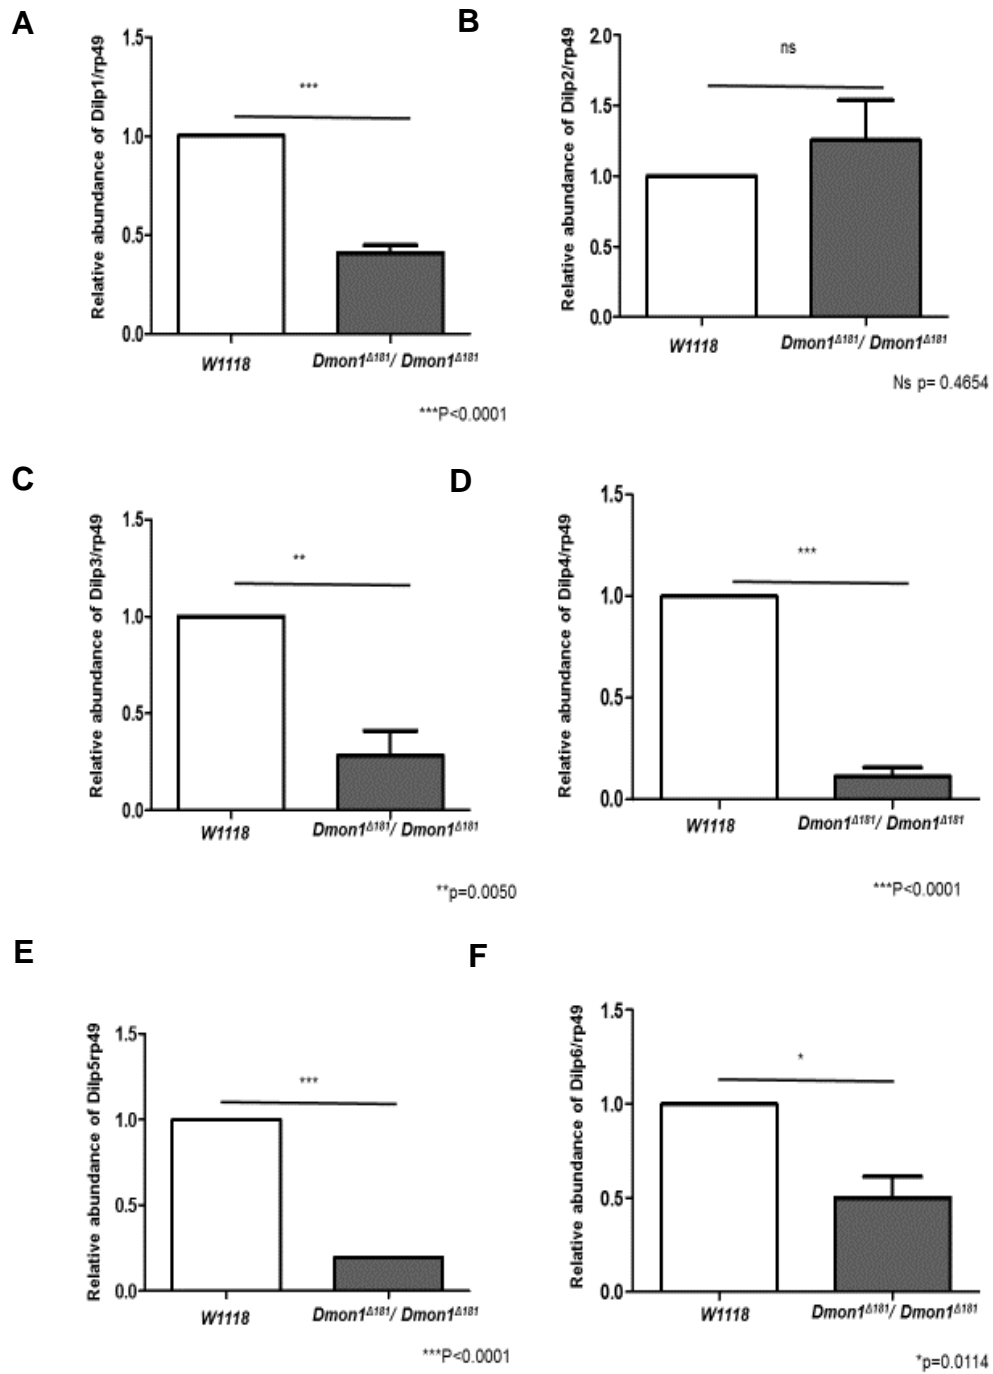 A
Relative abundance of Dilp1/rp49
1.5
1.0
0.5
0.0
***
W1118
Dmon1Δ181/ Dmon1Δ181
***P<0.0001
B
Relative abundance of Dilp2/rp49
2.0
1.5
1.0
0.5
0.0
ns
W1118
Dmon1Δ181/ Dmon1Δ181
Ns p= 0.4654
C
Relative abundance of Dilp3/rp49
1.5
1.0
0.5
0.0
**
W1118
Dmon1Δ181/ Dmon1Δ181
**p=0.0050
D
Relative abundance of Dilp4/rp49
1.5
1.0
0.5
0.0
***
W1118
Dmon1Δ181/ Dmon1Δ181
***P<0.0001
E
Relative abundance of Dilp5rp49
1.5
1.0
0.5
0.0
***
W1118
Dmon1Δ181/ Dmon1Δ181
***P<0.0001
F
Relative abundance of Dilp6/rp49
1.5
1.0
0.5
0.0
*
W1118
Dmon1Δ181/ Dmon1Δ181
*p=0.0114